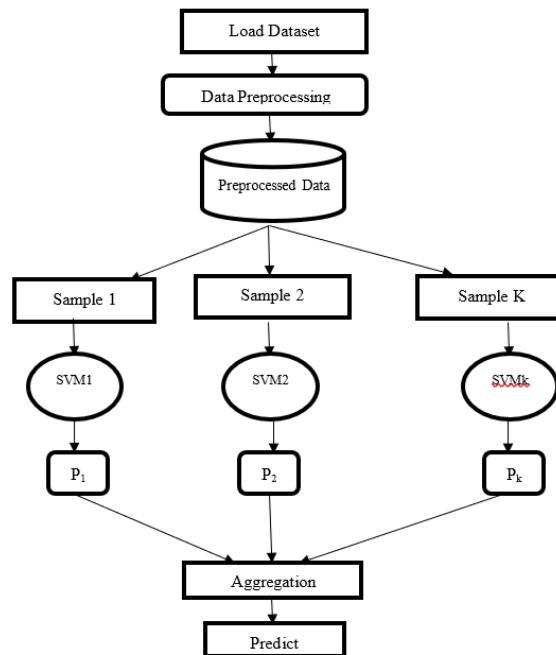 Load Dataset
Data Preprocessing
Preprocessed Data
Sample 1
Sample 2
Sample K
SVM1
SVM2
SVMk
P₁
P₂
Pₖ
Aggregation
Predict